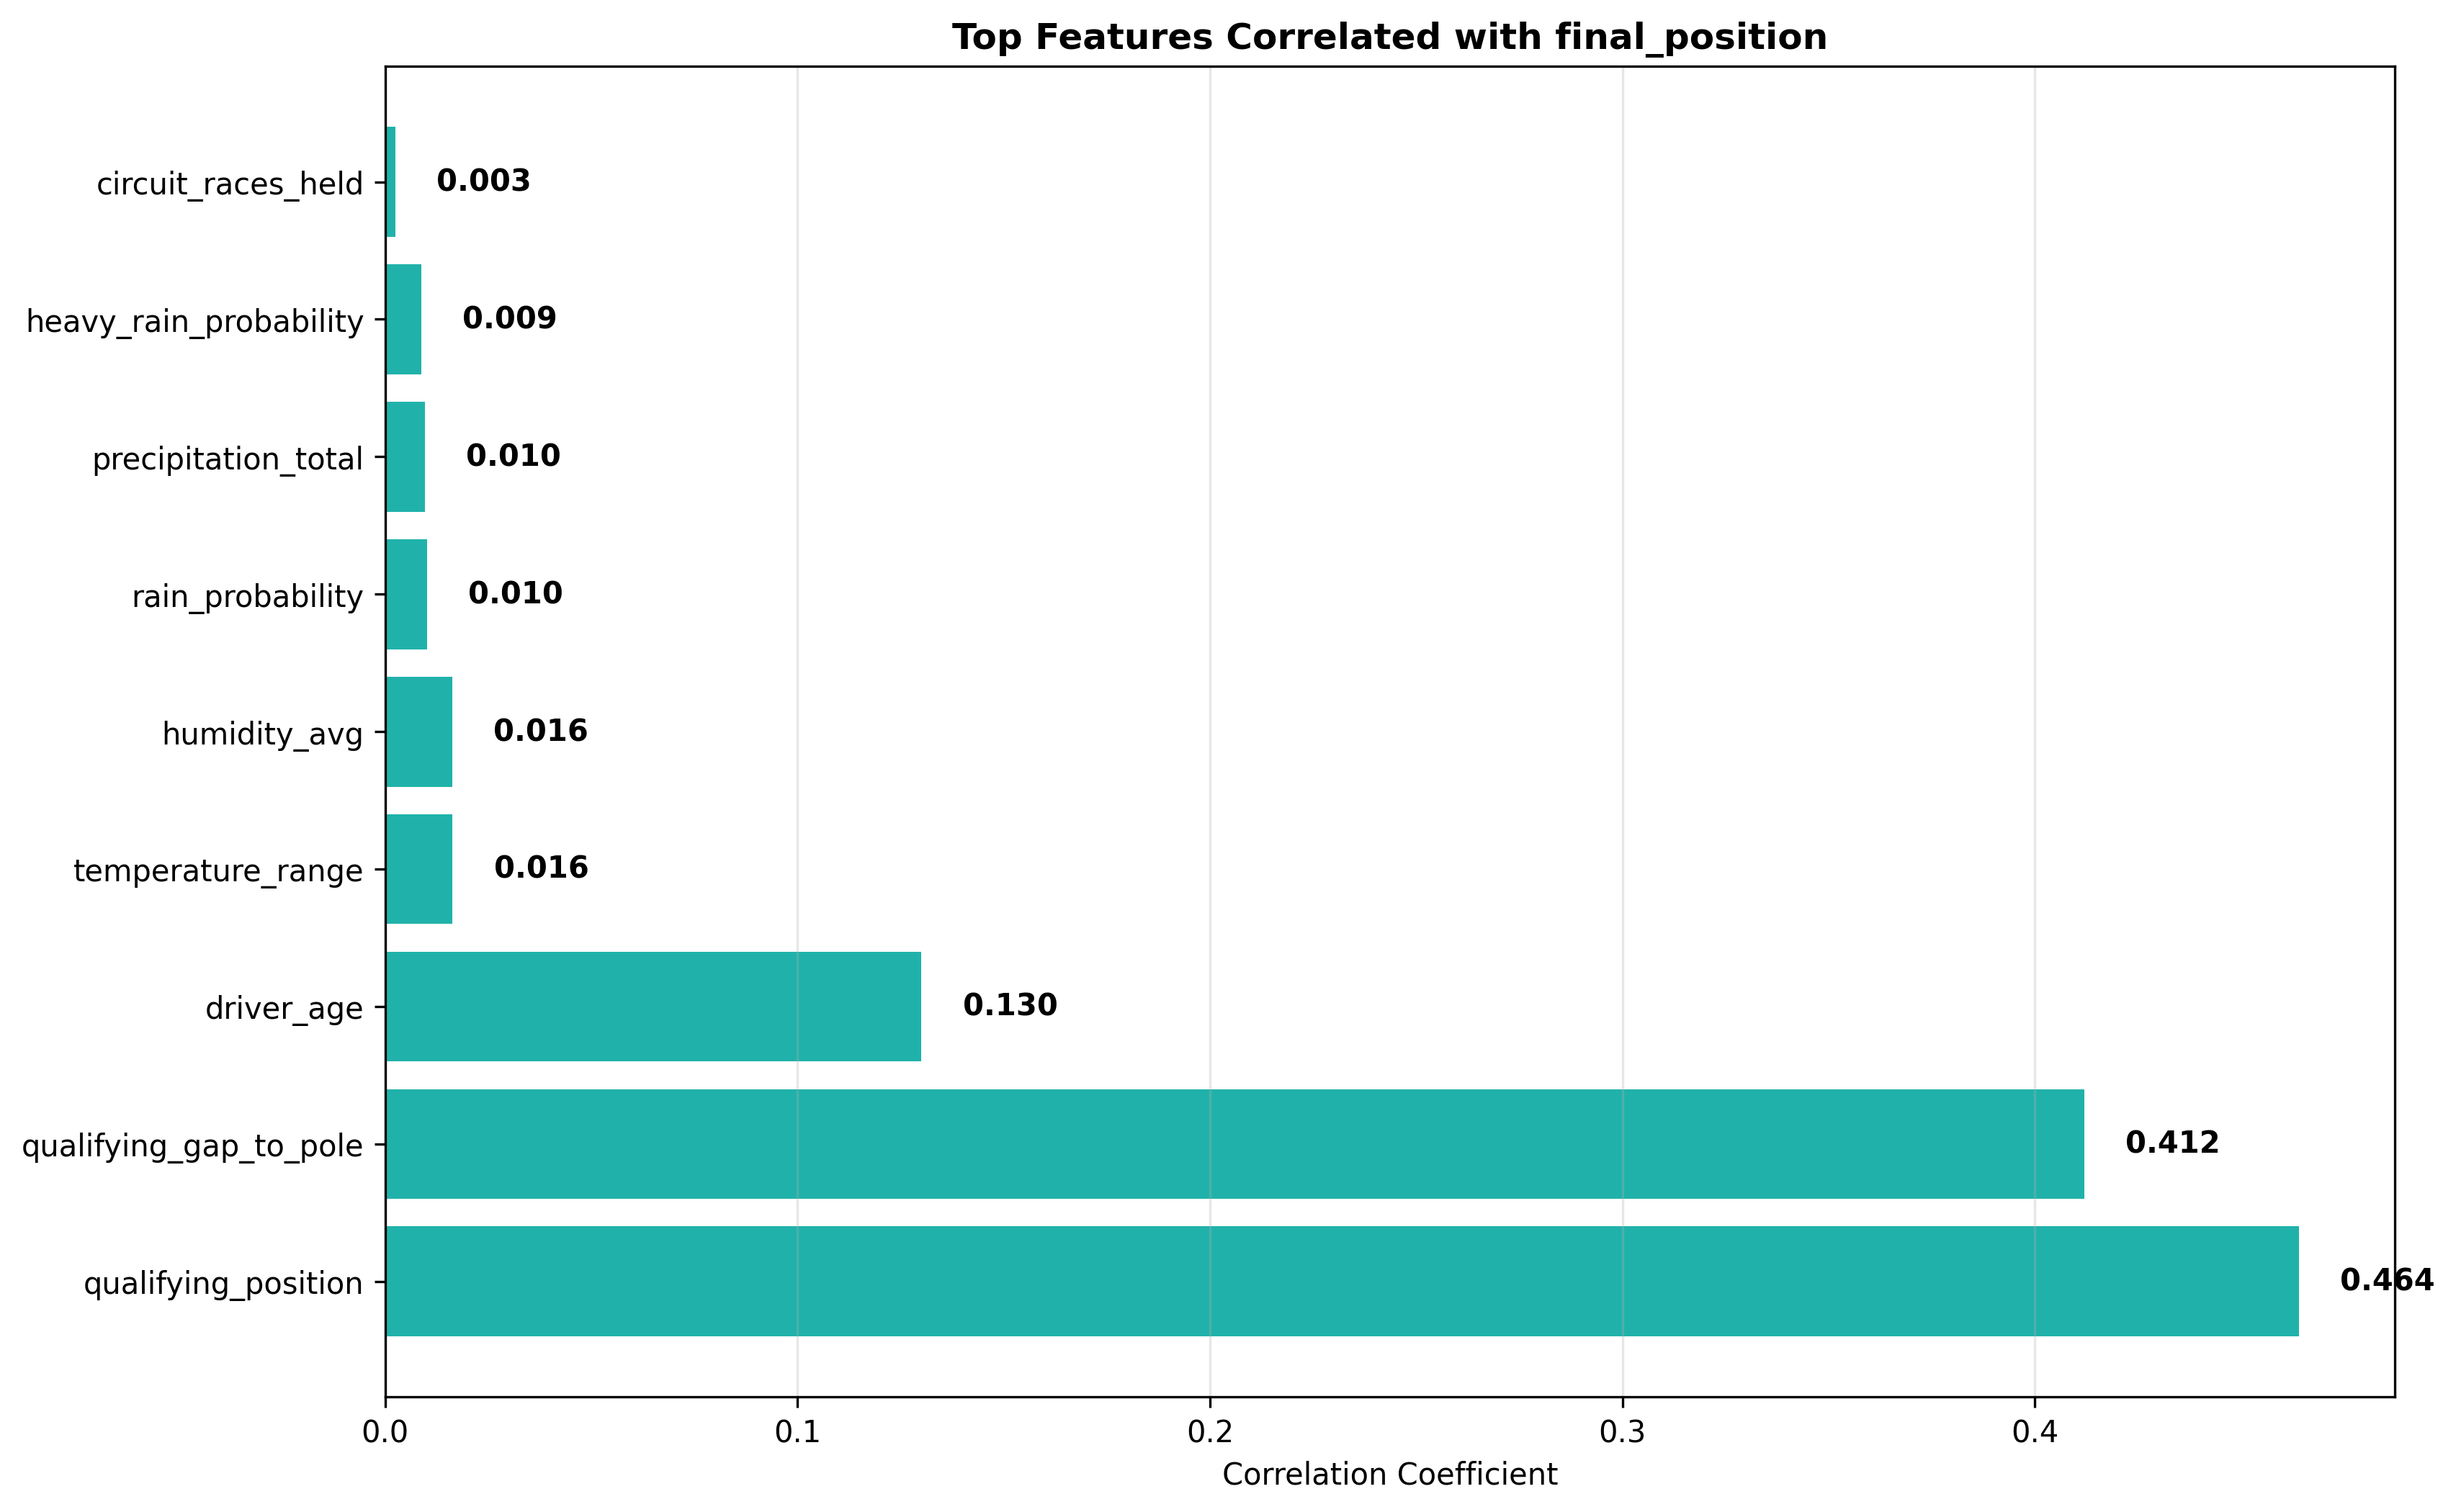 Top Features Correlated with final_position
circuit_races_held 0.003
heavy_rain_probability 0.009
precipitation_total 0.010
rain_probability 0.010
humidity_avg 0.016
temperature_range 0.016
driver_age 0.130
qualifying_gap_to_pole 0.412
qualifying_position 0.464
0.0 0.1 0.2 0.3 0.4
Correlation Coefficient